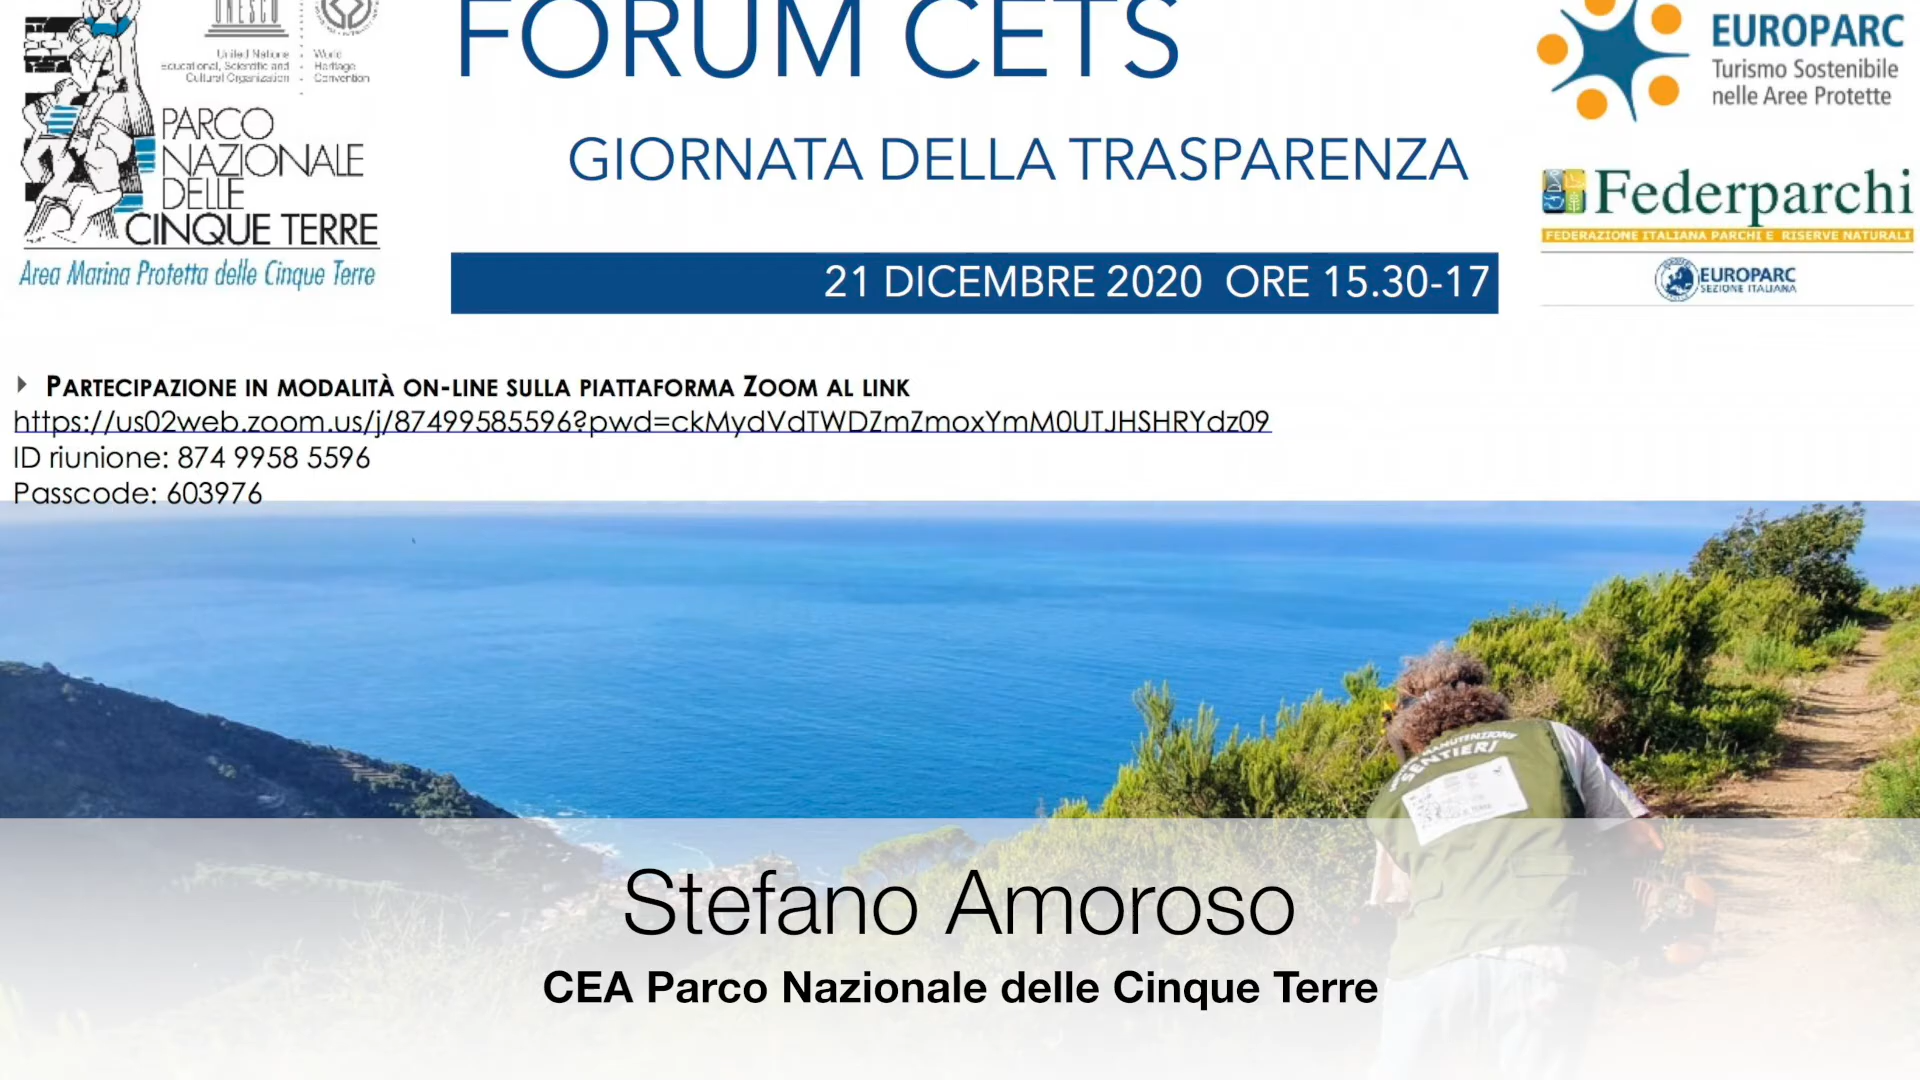 UNESCO
United Nations
Educational, Scientific and
Cultural Organization
World
Heritage
Convention
PARCO
NAZIONALE
DELLE
CINQUE TERRE
Area Marina Protetta delle Cinque Terre
FORUM CETS
GIORNATA DELLA TRASPARENZA
21 DICEMBRE 2020 ORE 15.30-17
EUROPARC
Turismo Sostenibile
nelle Aree Protette
Federparchi
FEDERAZIONE ITALIANA PARCHI E RISERVE NATURALI
EUROPARC
SEZIONE ITALIANA
PARTECIPAZIONE IN MODALITÀ ON-LINE SULLA PIATTAFORMA ZOOM AL LINK
https://us02web.zoom.us/j/87499585596?pwd=ckMydVdTWDZmZmoxYmM0UTJHSHRYdz09
ID riunione: 874 9958 5596
Passcode: 603976
MANUTENZIONE
SENTIERI
Stefano Amoroso
CEA Parco Nazionale delle Cinque Terre